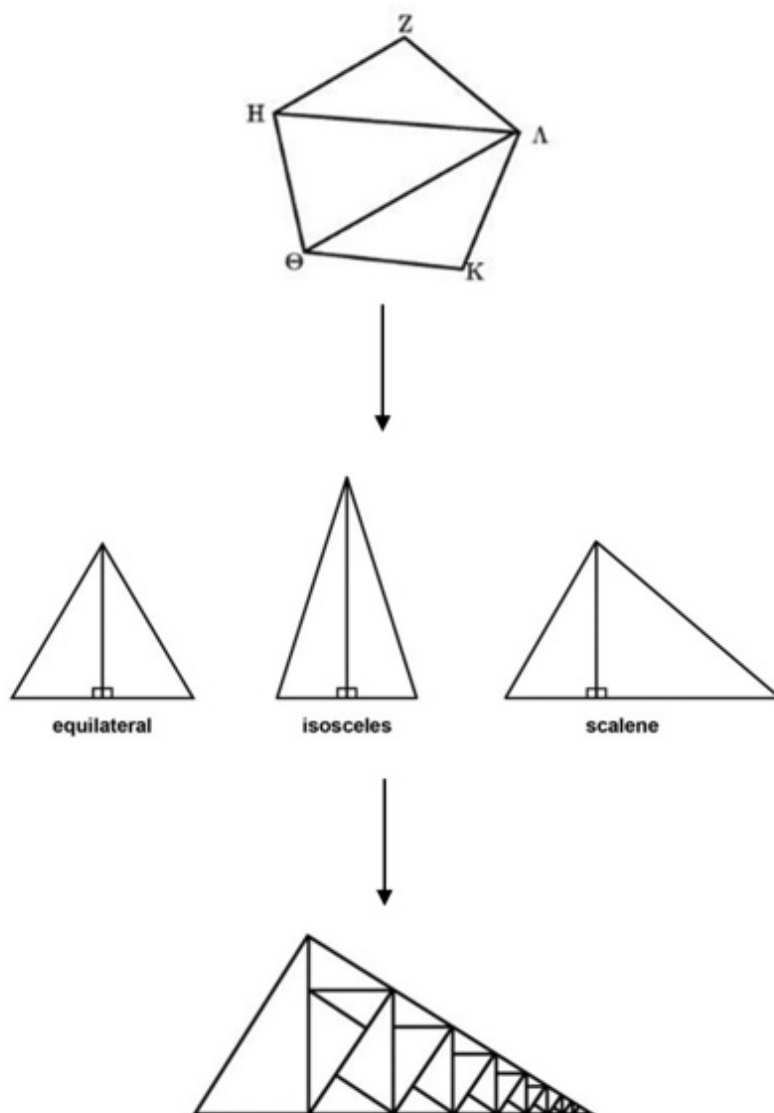 Ζ
Η
Λ
Θ
Κ
equilateral isosceles scalene